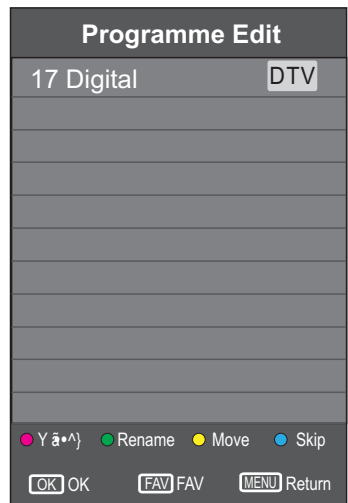 Programme Edit
17 Digital DTV
Rename Move Skip
OK OK FAV FAV MENU Return